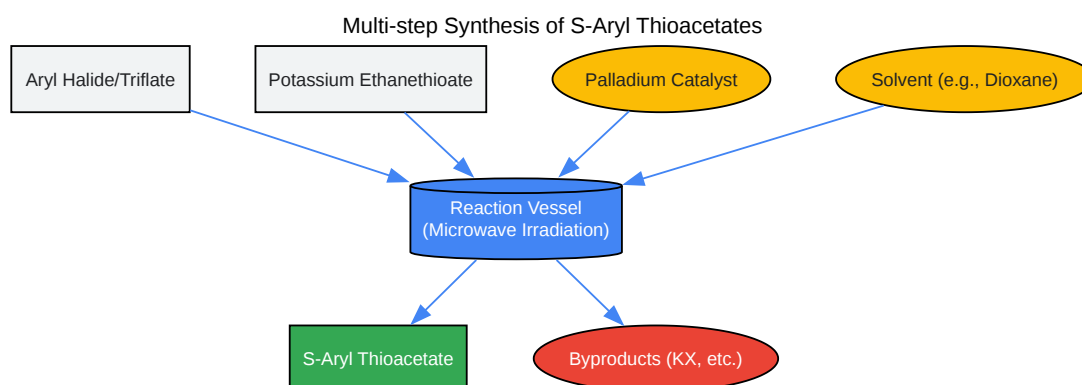 Multi-step Synthesis of S-Aryl Thioacetates
Aryl Halide/Triflate
Potassium Ethanethioate
Palladium Catalyst
Solvent (e.g., Dioxane)
Reaction Vessel
(Microwave Irradiation)
S-Aryl Thioacetate
Byproducts (KX, etc.)